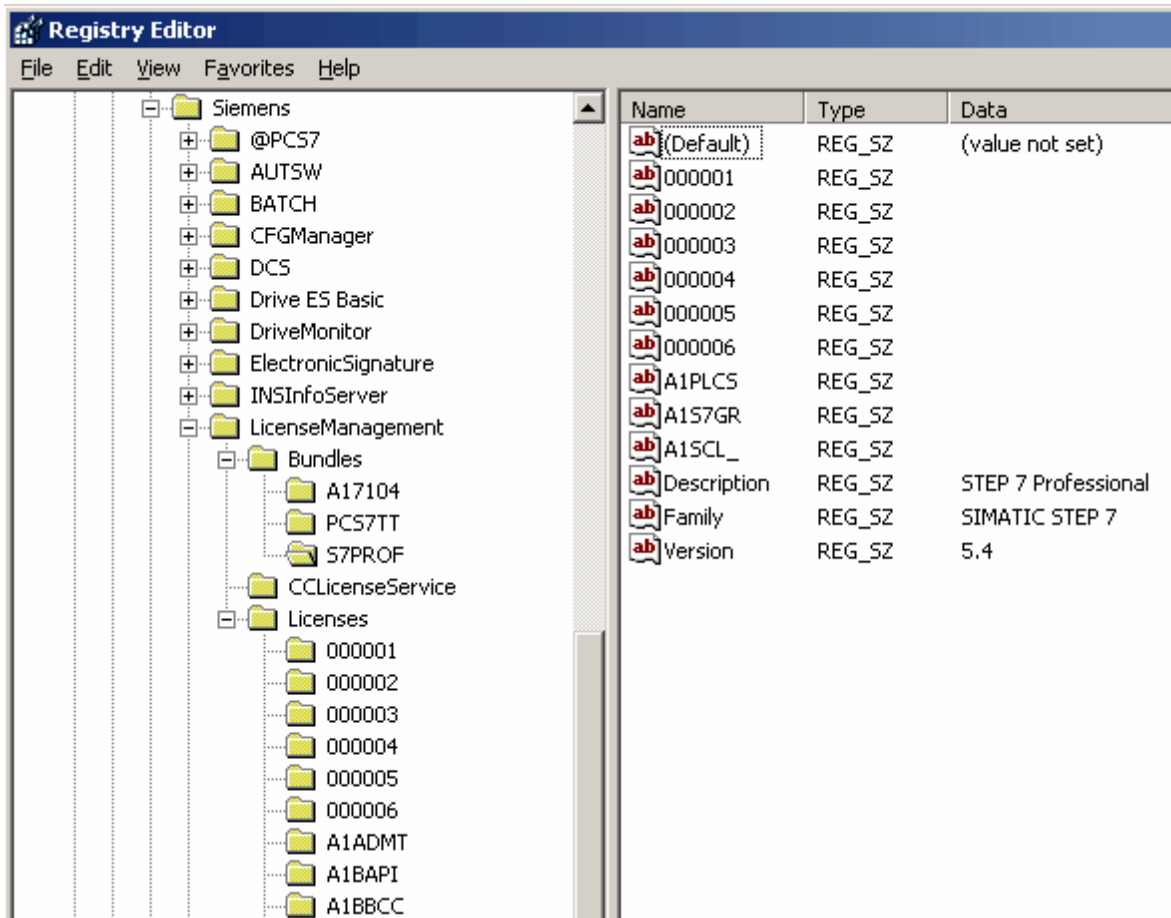 Registry Editor
File Edit View Favorites Help
Siemens
@PCS7
AUTSW
BATCH
CFGManager
DCS
Drive ES Basic
DriveMonitor
ElectronicSignature
INSInfoServer
LicenseManagement
Bundles
A17104
PCS7TT
S7PROF
CCLicenseService
Licenses
000001
000002
000003
000004
000005
000006
A1ADMT
A1BAPI
A1BBCC
Name Type Data
(Default) REG_SZ (value not set)
000001 REG_SZ
000002 REG_SZ
000003 REG_SZ
000004 REG_SZ
000005 REG_SZ
000006 REG_SZ
A1PLCS REG_SZ
A1S7GR REG_SZ
A1SCL_ REG_SZ
Description REG_SZ STEP 7 Professional
Family REG_SZ SIMATIC STEP 7
Version REG_SZ 5.4